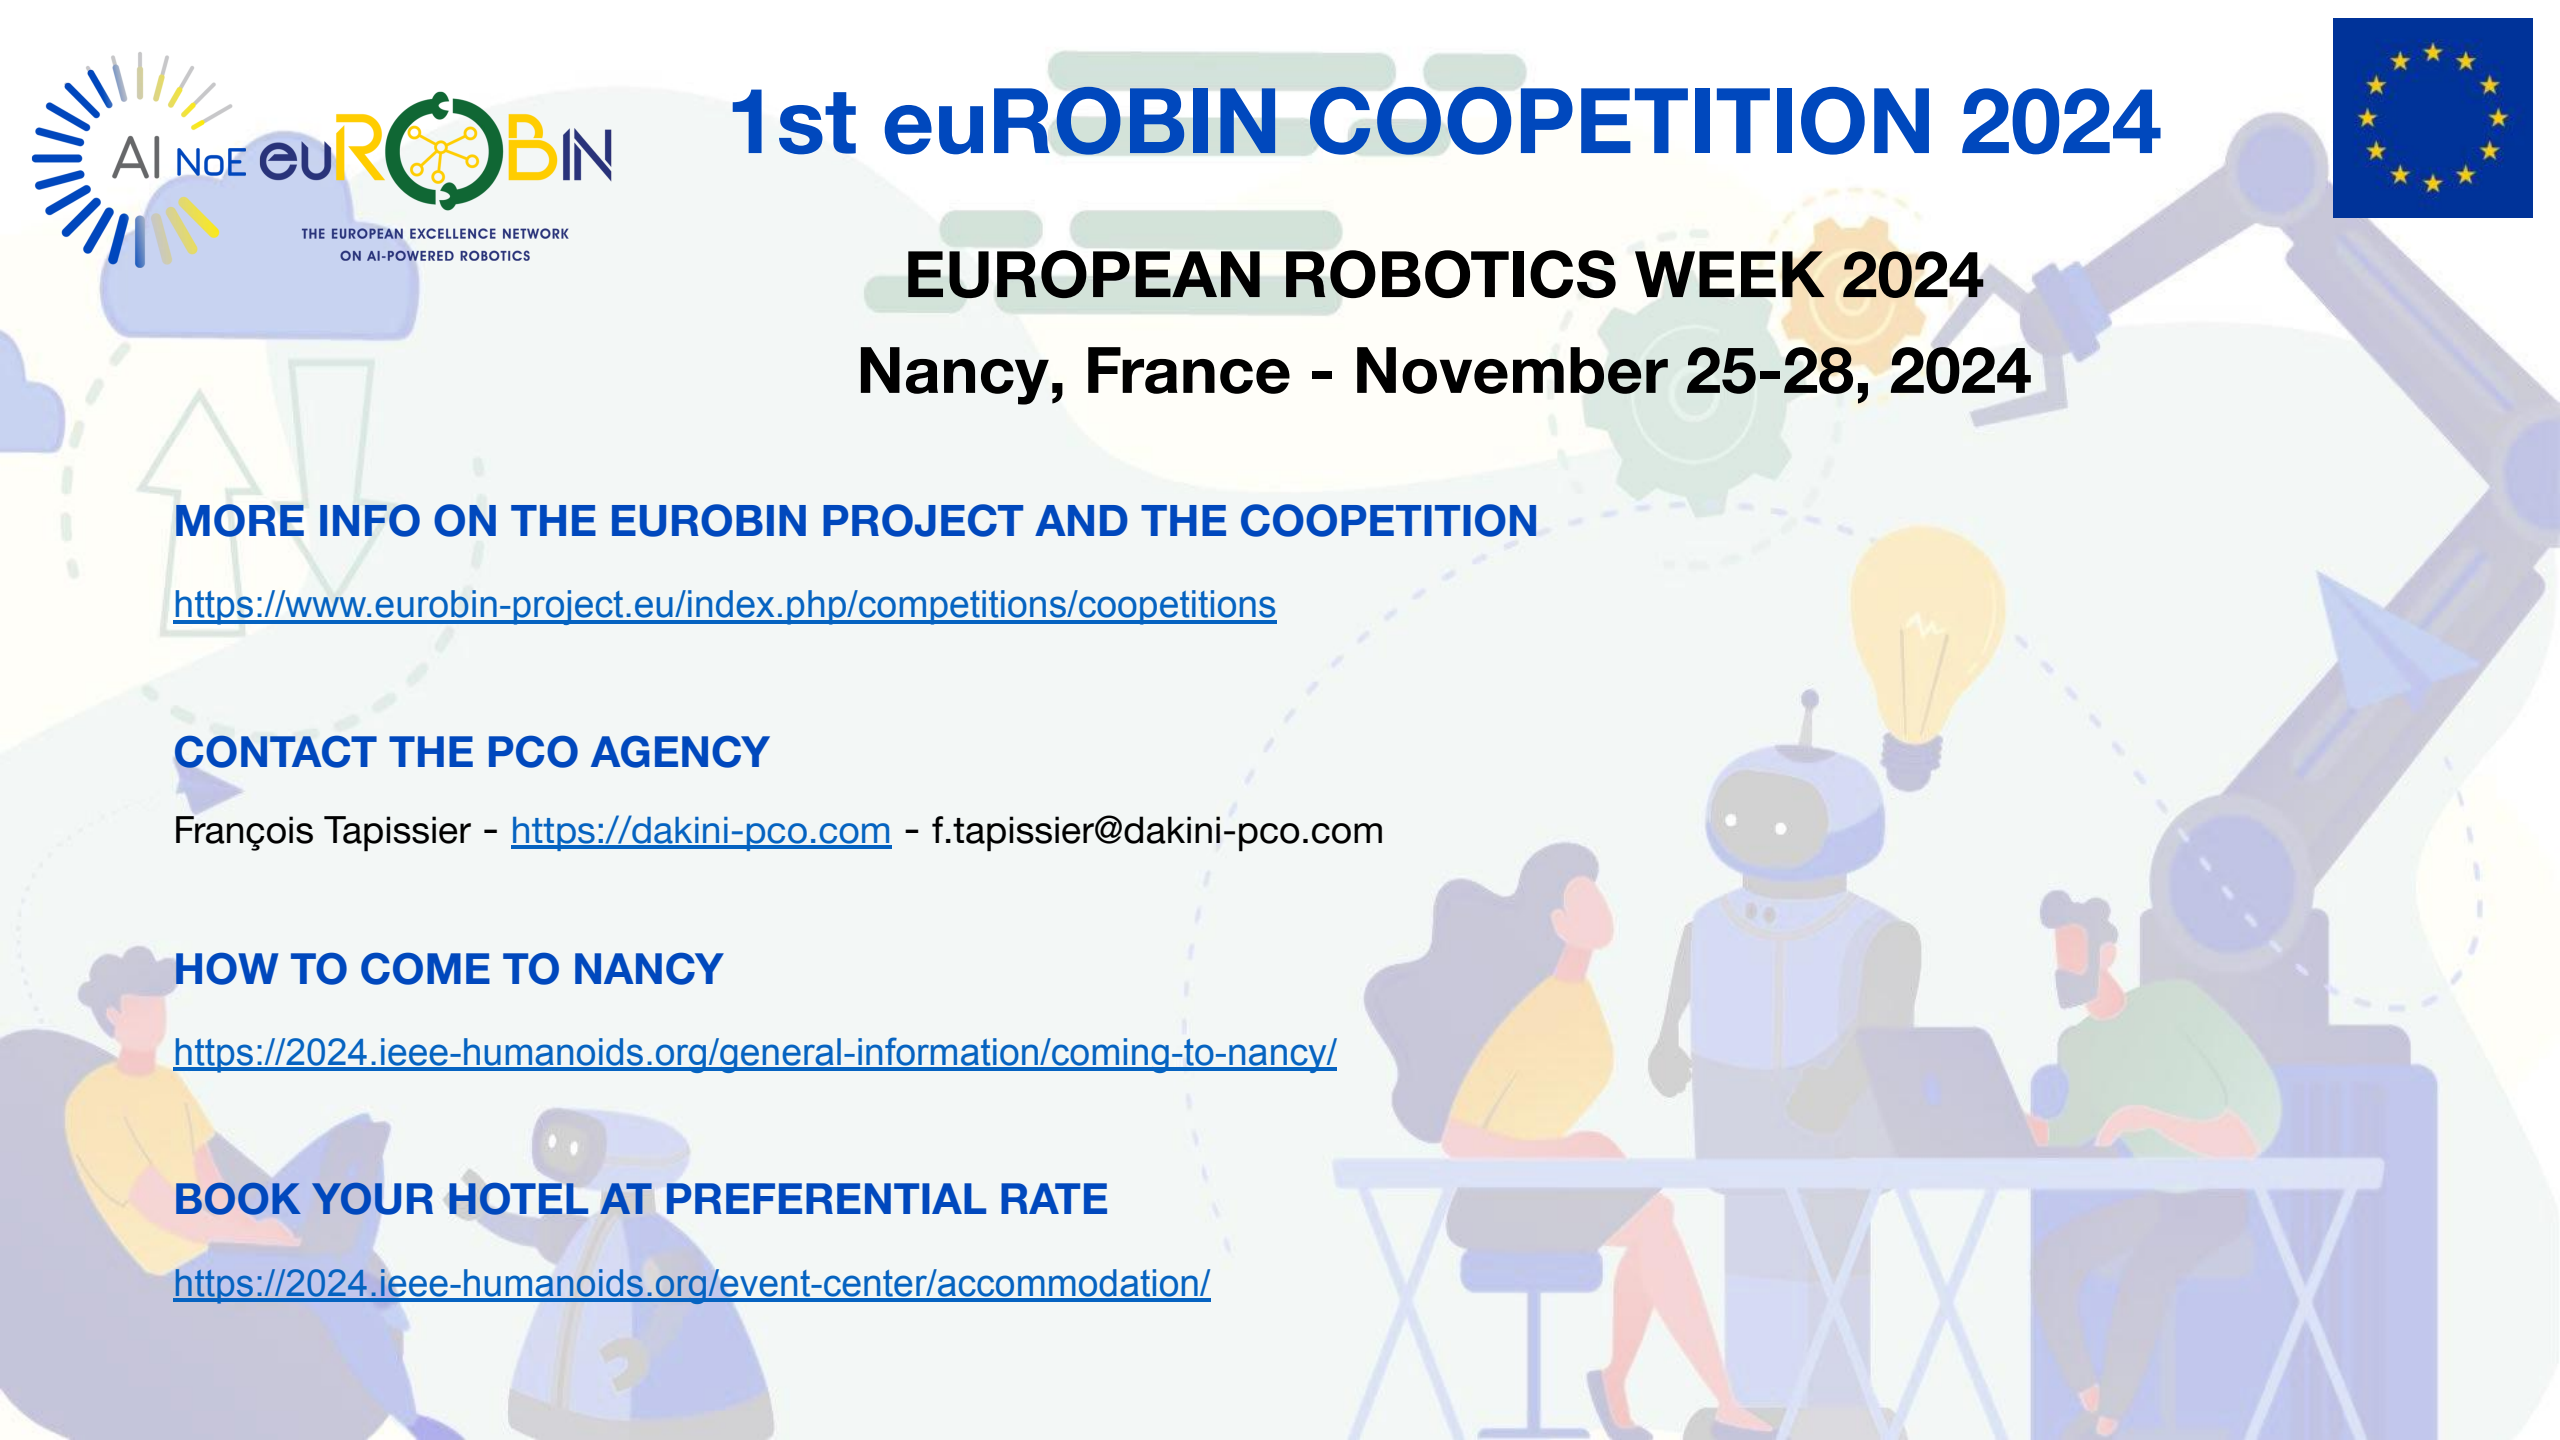 AI NoE euROBIN
THE EUROPEAN EXCELLENCE NETWORK
ON AI-POWERED ROBOTICS
1st euROBIN COOPETITION 2024
EUROPEAN ROBOTICS WEEK 2024
Nancy, France - November 25-28, 2024
MORE INFO ON THE EUROBIN PROJECT AND THE COOPETITION
https://www.eurobin-project.eu/index.php/competitions/coopetitions
CONTACT THE PCO AGENCY
François Tapissier - https://dakini-pco.com - f.tapissier@dakini-pco.com
HOW TO COME TO NANCY
https://2024.ieee-humanoids.org/general-information/coming-to-nancy/
BOOK YOUR HOTEL AT PREFERENTIAL RATE
https://2024.ieee-humanoids.org/event-center/accommodation/